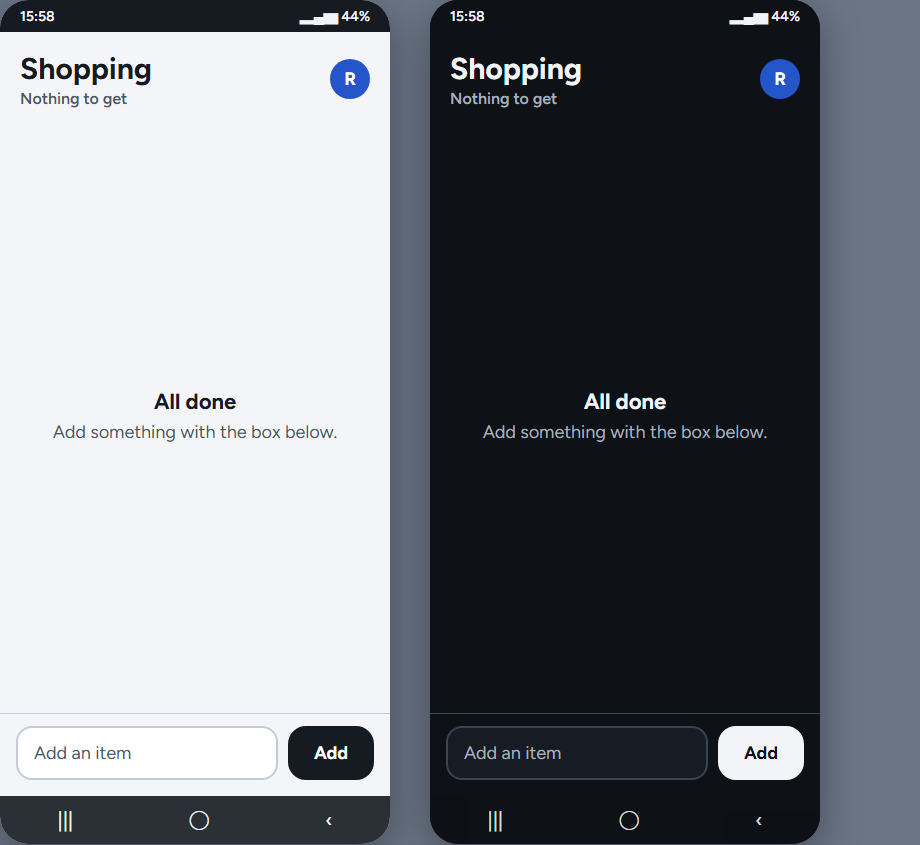 15:58 44%
Shopping
R
Nothing to get
All done
Add something with the box below.
Add an item
Add
15:58 44%
Shopping
R
Nothing to get
All done
Add something with the box below.
Add an item
Add